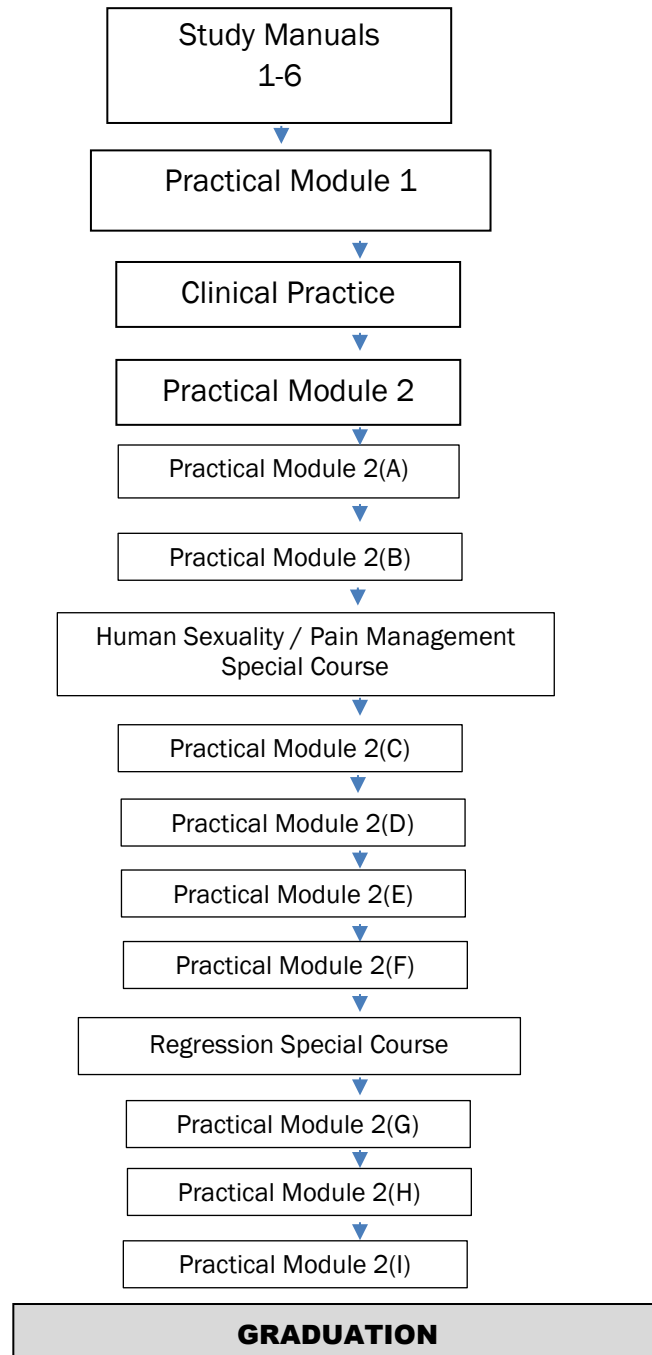 Study Manuals
1-6
Practical Module 1
Clinical Practice
Practical Module 2
Practical Module 2(A)
Practical Module 2(B)
Human Sexuality / Pain Management
Special Course
Practical Module 2(C)
Practical Module 2(D)
Practical Module 2(E)
Practical Module 2(F)
Regression Special Course
Practical Module 2(G)
Practical Module 2(H)
Practical Module 2(I)
GRADUATION